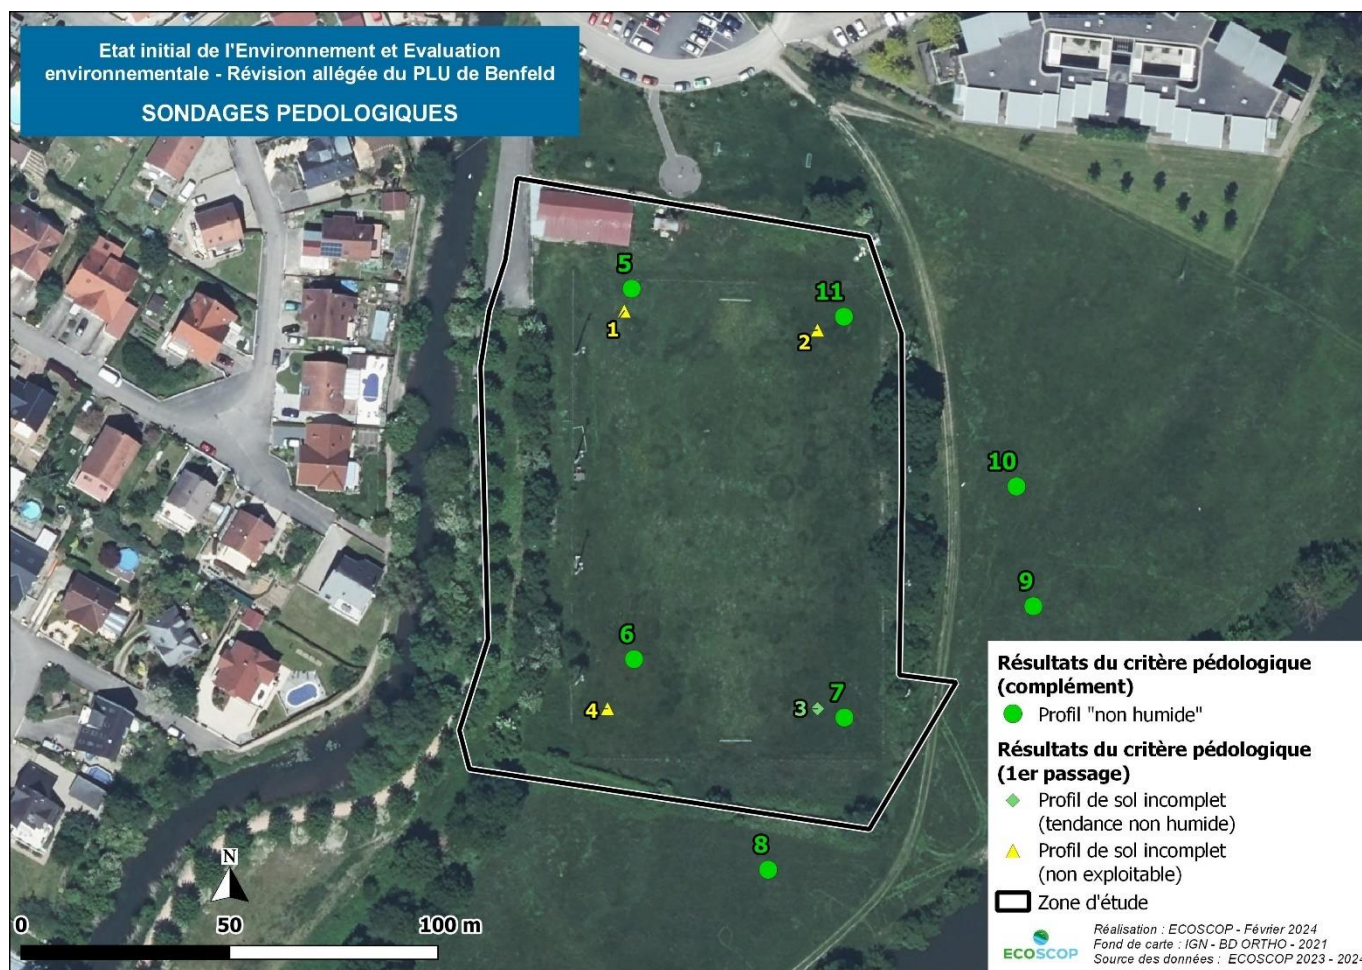 Etat initial de l'Environnement et Evaluation
environnementale - Révision allégée du PLU de Benfeld
SONDAGES PEDOLOGIQUES
5
1
11
2
10
9
6
4
7
3
8
N
0 50 100 m
Résultats du critère pédologique
(complément)
Profil "non humide"
Résultats du critère pédologique
(1er passage)
Profil de sol incomplet
(tendance non humide)
Profil de sol incomplet
(non exploitable)
Zone d'étude
ECOSCOP
Réalisation : ECOSCOP - Février 2024
Fond de carte : IGN - BD ORTHO - 2021
Source des données : ECOSCOP 2023 - 2024